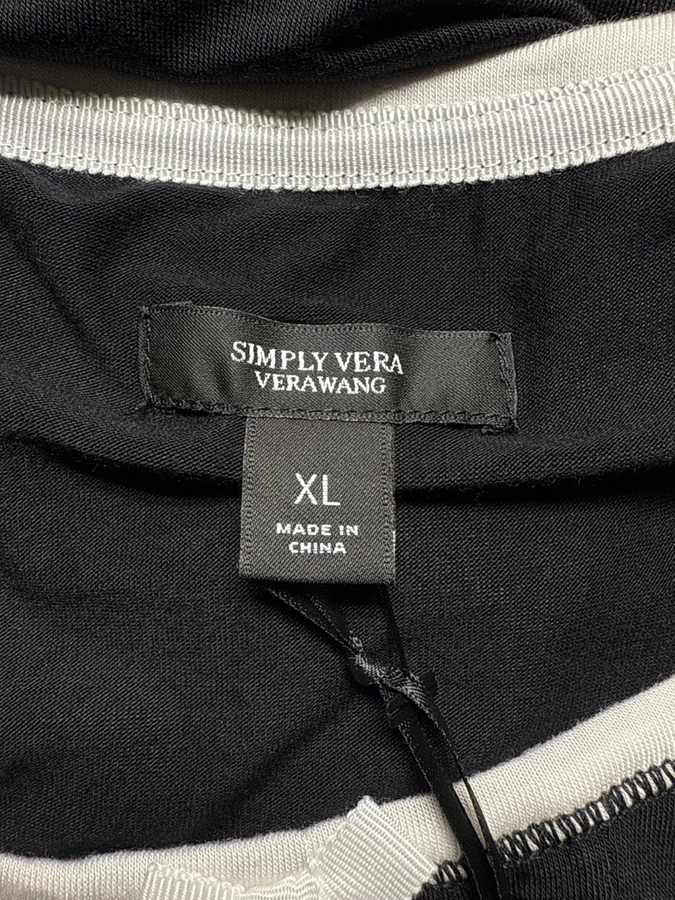 SIMPLY VERA
VERAWANG
XL
MADE IN
CHINA